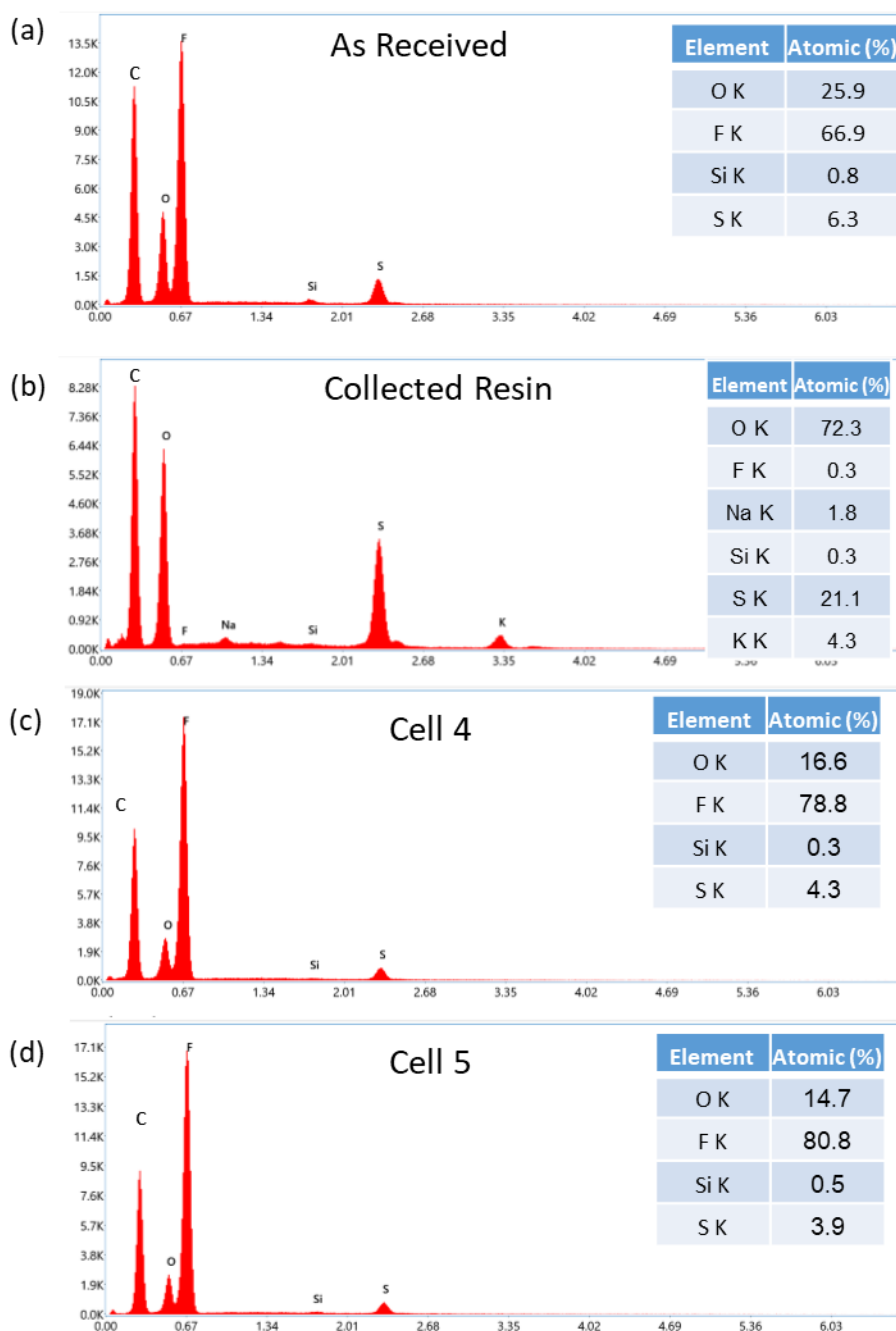 (a)
As Received
C
O
F
Si
S
13.5K
12.0K
10.5K
9.0K
7.5K
6.0K
4.5K
3.0K
1.5K
0.0K
0.00 0.67 1.34 2.01 2.68 3.35 4.02 4.69 5.36 6.03
Element Atomic (%)
O K 25.9
F K 66.9
Si K 0.8
S K 6.3
(b)
Collected Resin
C
O
F
Na
Si
S
K
8.28K
7.36K
6.44K
5.52K
4.60K
3.68K
2.76K
1.84K
0.92K
0.00K
0.00 0.67 1.34 2.01 2.68 3.35 4.02 4.69 5.36 6.03
Element Atomic (%)
O K 72.3
F K 0.3
Na K 1.8
Si K 0.3
S K 21.1
K K 4.3
(c)
Cell 4
C
O
F
Si
S
19.0K
17.1K
15.2K
13.3K
11.4K
9.5K
7.6K
5.7K
3.8K
1.9K
0.0K
0.00 0.67 1.34 2.01 2.68 3.35 4.02 4.69 5.36 6.03
Element Atomic (%)
O K 16.6
F K 78.8
Si K 0.3
S K 4.3
(d)
Cell 5
C
O
F
Si
S
17.1K
15.2K
13.3K
11.4K
9.5K
7.6K
5.7K
3.8K
1.9K
0.0K
0.00 0.67 1.34 2.01 2.68 3.35 4.02 4.69 5.36 6.03
Element Atomic (%)
O K 14.7
F K 80.8
Si K 0.5
S K 3.9